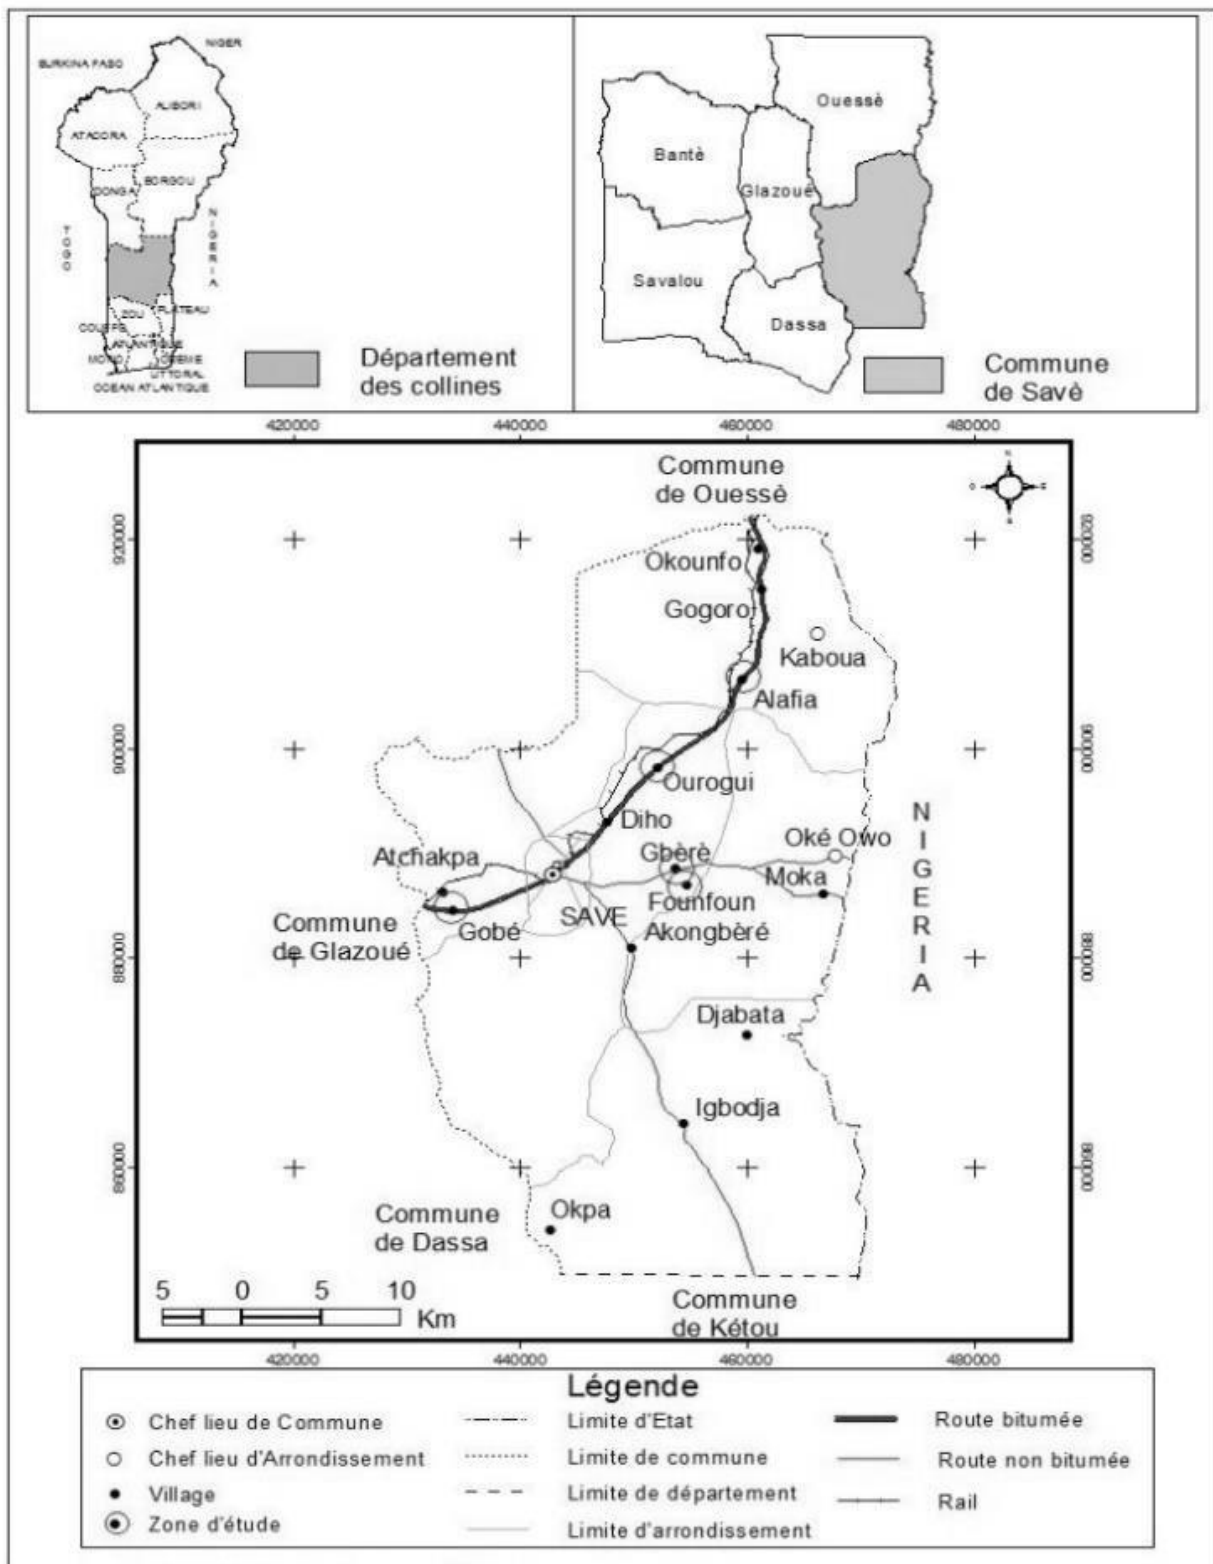 NIGER
BURKINA FASO
ALIBORI
ATACORA
DONGA
BORGOU
TOGO
NIGERIA
ZOU
PLATEAU
COUFFO
ATLANTIQUE
MONO
OUEME
LITTORAL
OCEAN ATLANTIQUE
Département
des collines
Ouessè
Bantè
Glazoué
Savalou
Dassa
Commune
de Savè
420000
440000
460000
480000
Commune
de Ouessè
920000
920000
Okounfo
Gogoro
Kaboua
Alafia
900000
900000
Ourogui
Diho
NIGERIA
Oké Owo
Gbèrè
Atchakpa
Moka
Founfoun
SAVE
Commune
de Glazoué
Gobé
Akongbèré
880000
880000
Djabata
Igbodja
860000
860000
Commune
de Dassa
Okpa
5 0 5 10
Km
Commune
de Kétou
420000
440000
460000
480000
Légende
Chef lieu de Commune
Chef lieu d'Arrondissement
Village
Zone d'étude
Limite d'Etat
Limite de commune
Limite de département
Limite d'arrondissement
Route bitumée
Route non bitumée
Rail